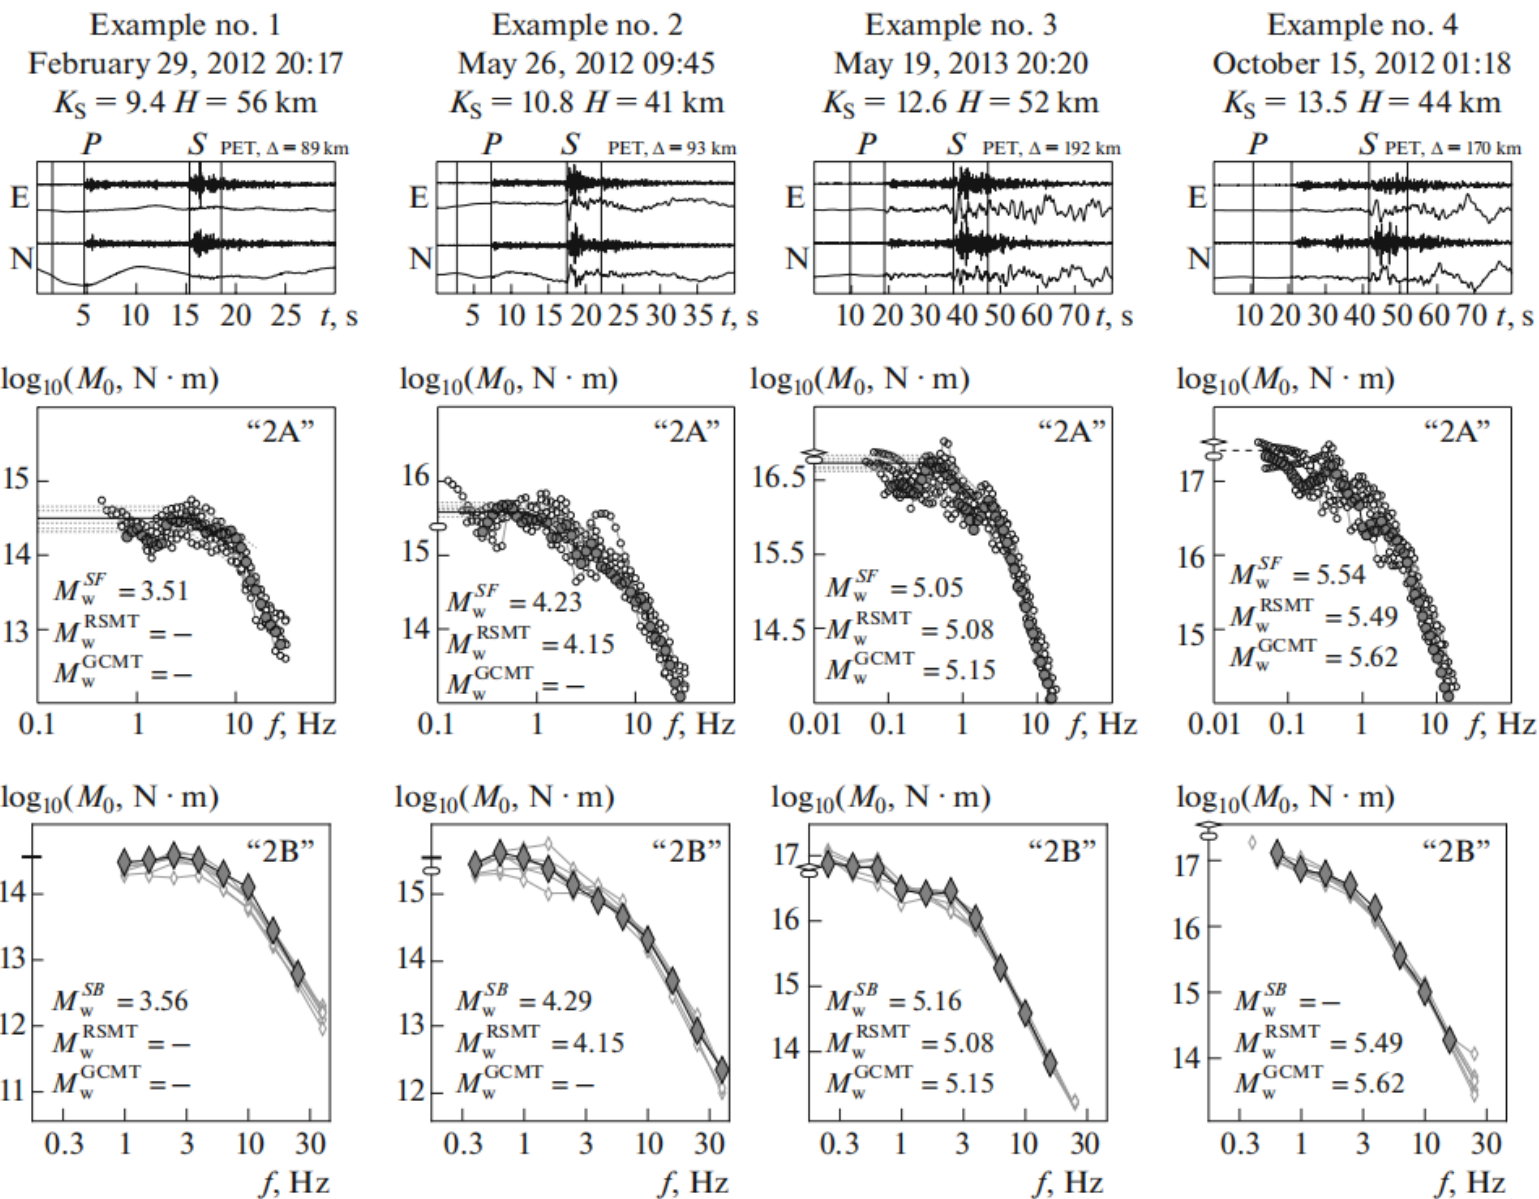 Example no. 1 Example no. 2 Example no. 3 Example no. 4
February 29, 2012 20:17 May 26, 2012 09:45 May 19, 2013 20:20 October 15, 2012 01:18
K_S = 9.4 H = 56 km K_S = 10.8 H = 41 km K_S = 12.6 H = 52 km K_S = 13.5 H = 44 km
P S PET, Δ = 89 km P S PET, Δ = 93 km P S PET, Δ = 192 km P S PET, Δ = 170 km
E E E E
N N N N
5 10 15 20 25 t, s 5 10 15 20 25 30 35 t, s 10 20 30 40 50 60 70 t, s 10 20 30 40 50 60 70 t, s
log₁₀(M₀, N · m) log₁₀(M₀, N · m) log₁₀(M₀, N · m) log₁₀(M₀, N · m)
“2A” “2A” “2A” “2A”
15 16 16.5 17
14 15 15.5 16
13 14 14.5 15
M_w^SF = 3.51 M_w^SF = 4.23 M_w^SF = 5.05 M_w^SF = 5.54
M_w^RSMT = – M_w^RSMT = 4.15 M_w^RSMT = 5.08 M_w^RSMT = 5.49
M_w^GCMT = – M_w^GCMT = – M_w^GCMT = 5.15 M_w^GCMT = 5.62
0.1 1 10 f, Hz 0.1 1 10 f, Hz 0.01 0.1 1 10 f, Hz 0.01 0.1 1 10 f, Hz
log₁₀(M₀, N · m) log₁₀(M₀, N · m) log₁₀(M₀, N · m) log₁₀(M₀, N · m)
“2B” “2B” “2B” “2B”
14 15 17 17
13 14 16 16
12 13 15 15
11 12 14 14
M_w^SB = 3.56 M_w^SB = 4.29 M_w^SB = 5.16 M_w^SB = –
M_w^RSMT = – M_w^RSMT = 4.15 M_w^RSMT = 5.08 M_w^RSMT = 5.49
M_w^GCMT = – M_w^GCMT = – M_w^GCMT = 5.15 M_w^GCMT = 5.62
0.3 1 3 10 30 0.3 1 3 10 30 0.3 1 3 10 30 0.3 1 3 10 30
f, Hz f, Hz f, Hz f, Hz